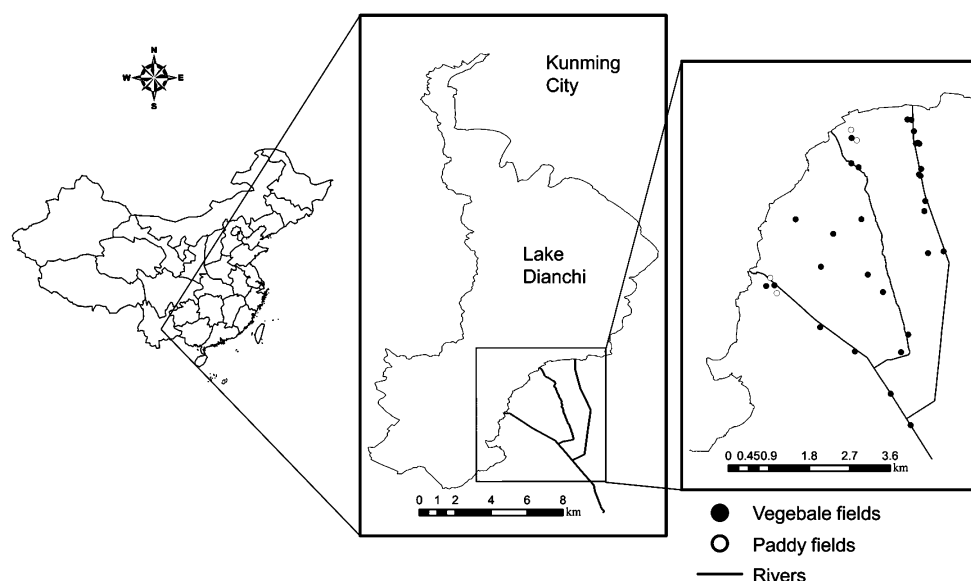 N
W E
S
Kunming
City
Lake
Dianchi
0 1 2 4 6 8
km
0 0.450.9 1.8 2.7 3.6
km
Vegebale fields
Paddy fields
Rivers